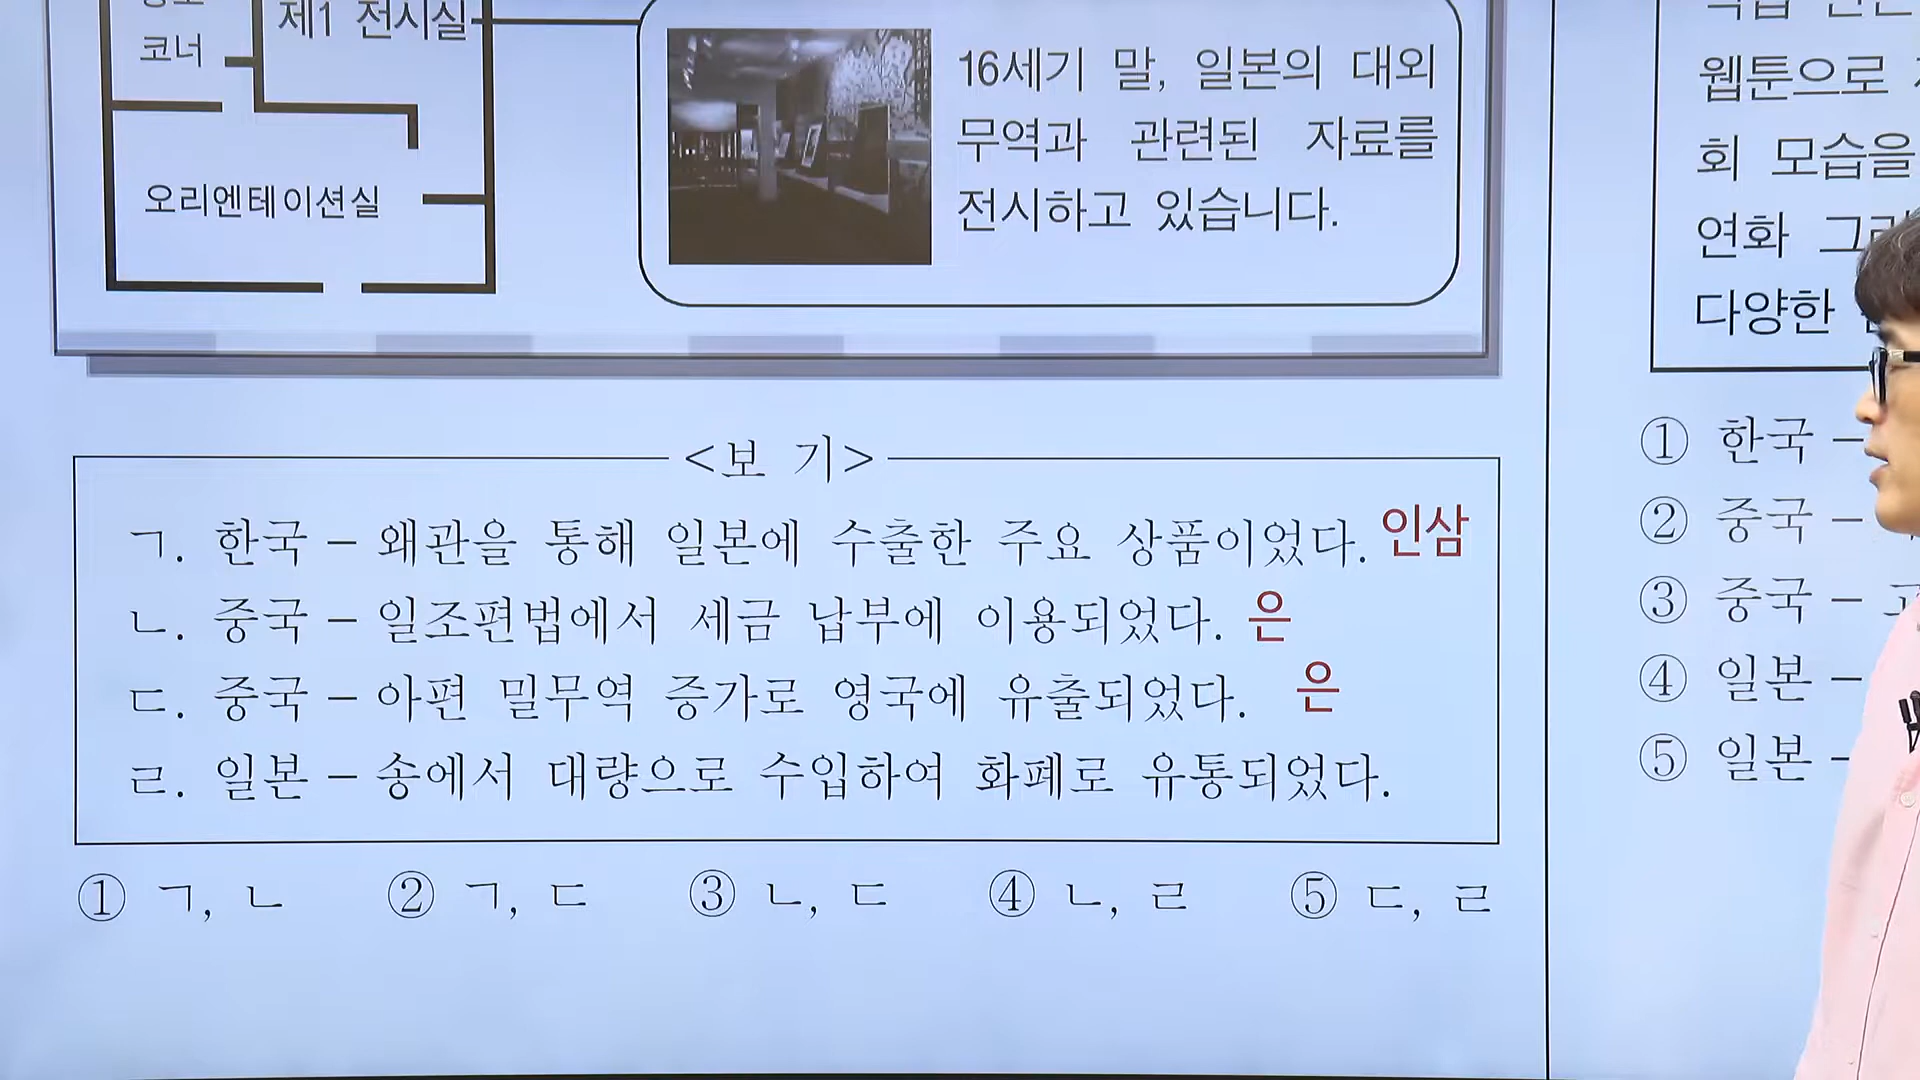 코너
제1 전시실
오리엔테이션실
16세기 말, 일본의 대외
무역과 관련된 자료를
전시하고 있습니다.
<보 기>
ㄱ. 한국 – 왜관을 통해 일본에 수출한 주요 상품이었다. 인삼
ㄴ. 중국 – 일조편법에서 세금 납부에 이용되었다. 은
ㄷ. 중국 – 아편 밀무역 증가로 영국에 유출되었다. 은
ㄹ. 일본 – 송에서 대량으로 수입하여 화폐로 유통되었다.
① ㄱ, ㄴ ② ㄱ, ㄷ ③ ㄴ, ㄷ ④ ㄴ, ㄹ ⑤ ㄷ, ㄹ
웹툰으로
회 모습을
연화
다양한
① 한국 –
② 중국 –
③ 중국 –
④ 일본 –
⑤ 일본 –